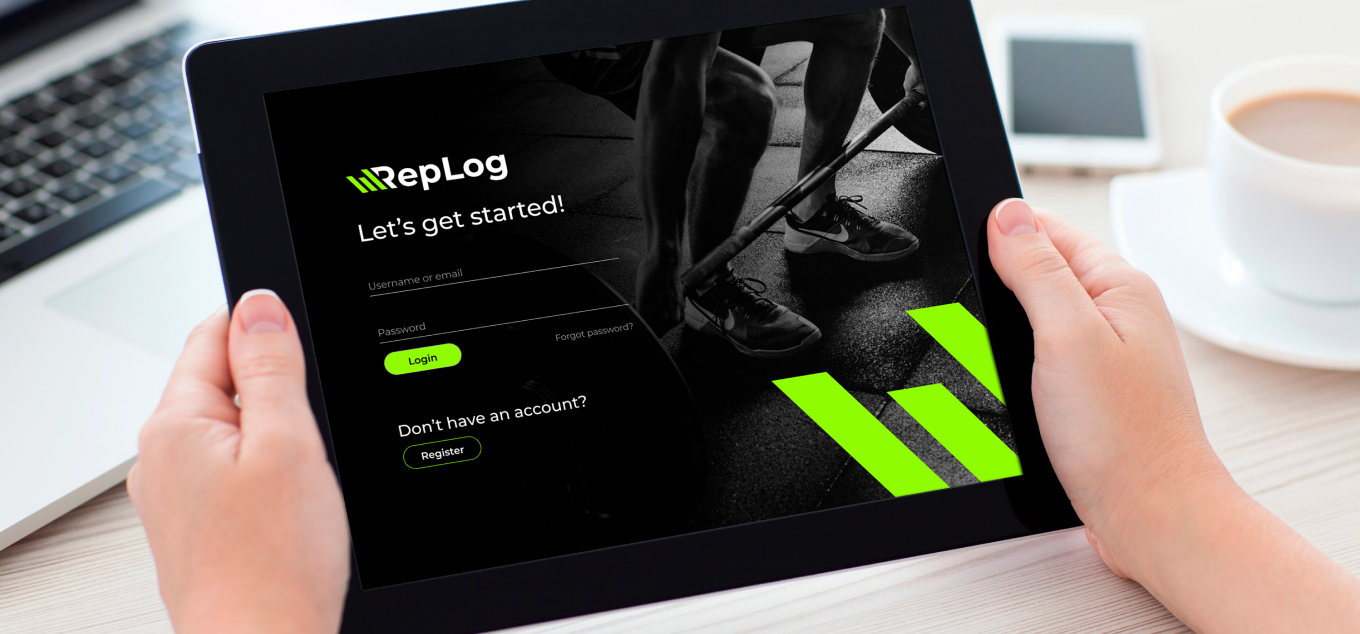 RepLog
Let's get started!
Username or email
Password
Forgot password?
Login
Don't have an account?
Register